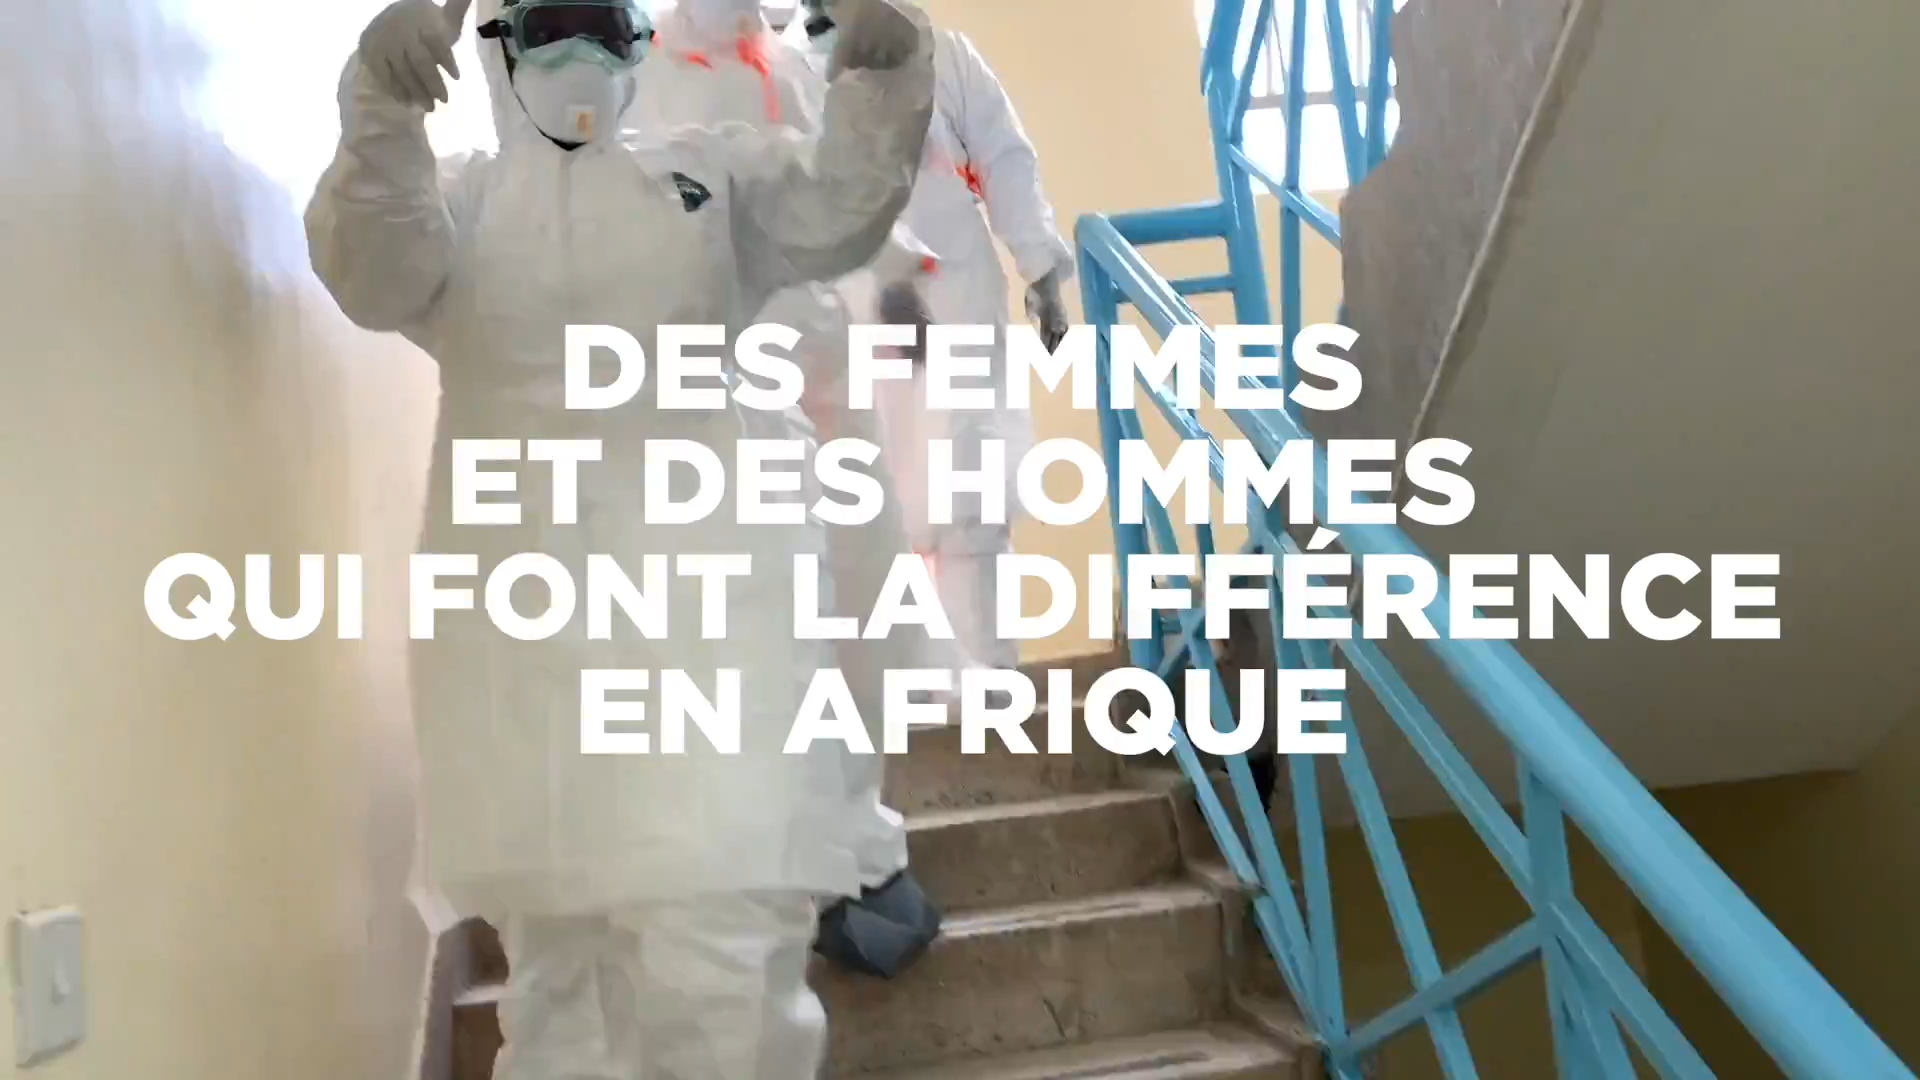 DES FEMMES
ET DES HOMMES
QUI FONT LA DIFFÉRENCE
EN AFRIQUE